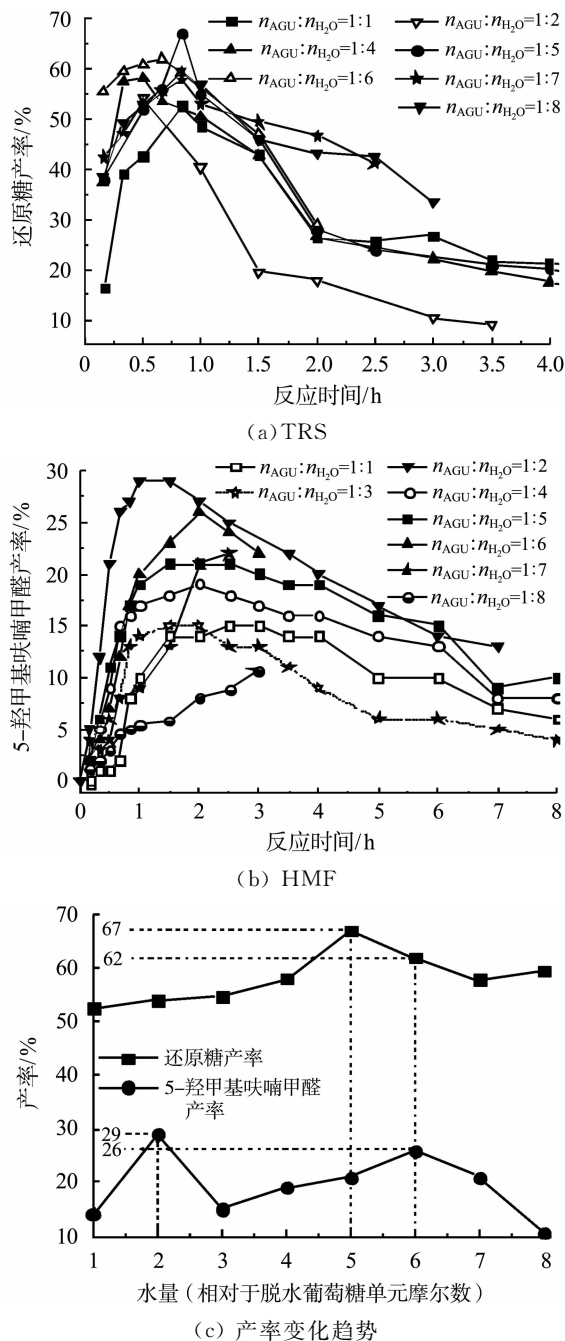 70
60
50
40
30
20
10
还原糖产率/%
nAGU:nH2O=1:1
nAGU:nH2O=1:2
nAGU:nH2O=1:4
nAGU:nH2O=1:5
nAGU:nH2O=1:6
nAGU:nH2O=1:7
nAGU:nH2O=1:8
0 0.5 1.0 1.5 2.0 2.5 3.0 3.5 4.0
反应时间/h
(a)TRS
30
25
20
15
10
5
0
5-羟甲基呋喃甲醛产率/%
nAGU:nH2O=1:1
nAGU:nH2O=1:2
nAGU:nH2O=1:3
nAGU:nH2O=1:4
nAGU:nH2O=1:5
nAGU:nH2O=1:6
nAGU:nH2O=1:7
nAGU:nH2O=1:8
0 1 2 3 4 5 6 7 8
反应时间/h
(b) HMF
70
60
50
40
30
20
10
产率/%
67
62
还原糖产率
5-羟甲基呋喃甲醛
产率
29
26
1 2 3 4 5 6 7 8
水量(相对于脱水葡萄糖单元摩尔数)
(c) 产率变化趋势